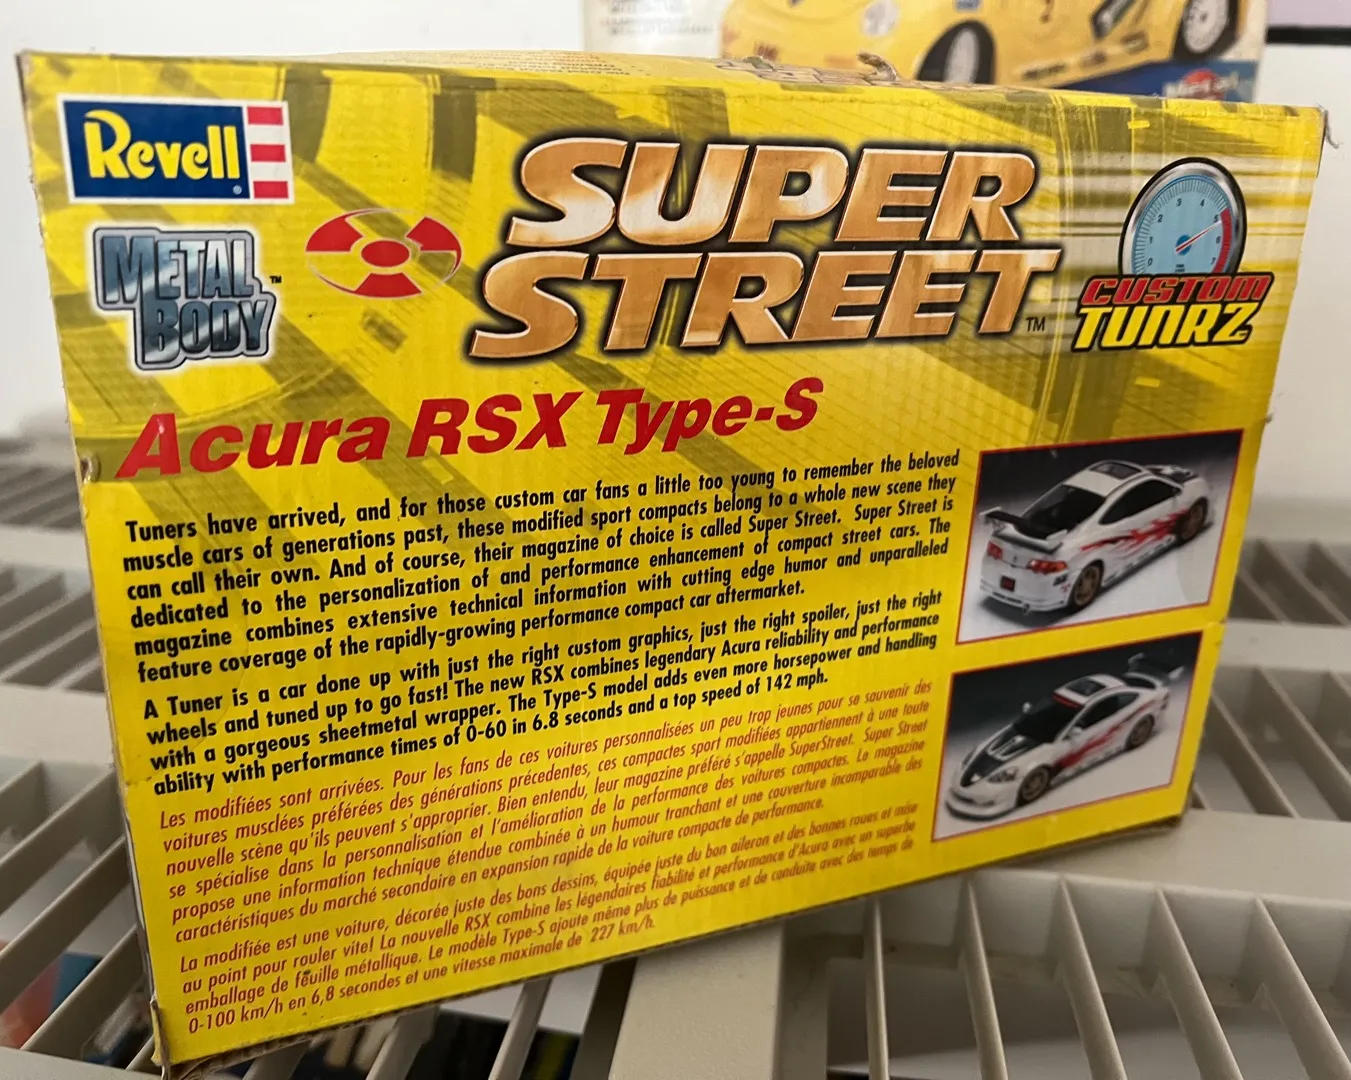 Revell
METAL
BODY™
SUPER
STREET™
CUSTOM
TUNRZ
Acura RSX Type-S
Tuners have arrived, and for those custom car fans a little too young to remember the beloved
muscle cars of generations past, these modified sport compacts belong to a whole new scene they
can call their own. And of course, their magazine of choice is called Super Street. Super Street is
dedicated to the personalization of and performance enhancement of compact street cars. The
magazine combines extensive technical information with cutting edge humor and unparalleled
feature coverage of the rapidly-growing performance compact car aftermarket.
A Tuner is a car done up with just the right custom graphics, just the right spoiler, just the right
wheels and tuned up to go fast! The new RSX combines legendary Acura reliability and performance
with a gorgeous sheetmetal wrapper. The Type-S model adds even more horsepower and handling
ability with performance times of 0-60 in 6.8 seconds and a top speed of 142 mph.
Les modifiées sont arrivées. Pour les fans de ces voitures personnalisées un peu trop jeunes pour se souvenir des
voitures musclées préférées des générations précedentes, ces compactes sport modifiées appartiennent à une toute
nouvelle scène qu'ils peuvent s'approprier. Bien entendu, leur magazine préféré s'appelle SuperStreet. Super Street
se spécialise dans la personnalisation et l'amélioration de la performance des voitures compactes. Le magazine
propose une information technique étendue combinée à un humour tranchant et une couverture incomparable des
caractéristiques du marché secondaire en expansion rapide de la voiture compacte de performance.
La modifiée est une voiture, décorée juste des bons dessins, équipée juste du bon aileron et des bonnes roues et mise
au point pour rouler vite! La nouvelle RSX combine les légendaires fiabilité et performance d'Acura avec un superbe
emballage de feuille métallique. Le modèle Type-S ajoute même plus de puissance et de conduite avec des temps de
0-100 km/h en 6,8 secondes et une vitesse maximale de 227 km/h.